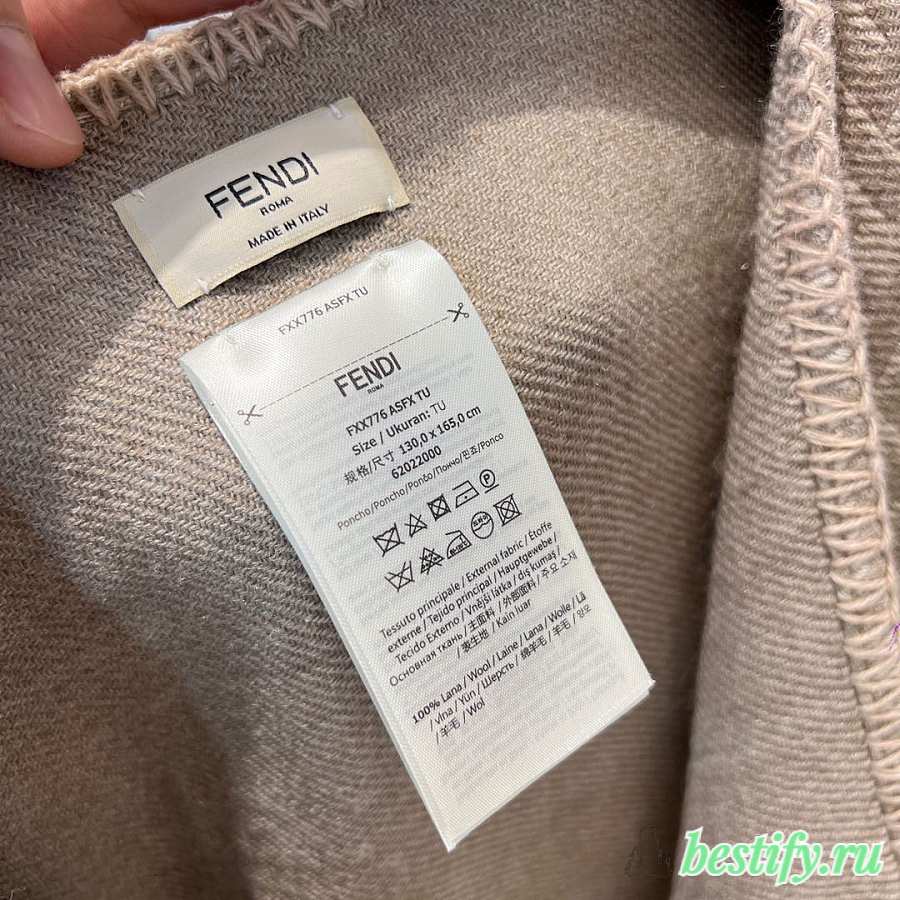 FENDI
ROMA
MADE IN ITALY
FXX776 ASFX TU
FENDI
ROMA
FXX776 ASFX TU
Size / Ukuran: TU
规格/尺寸 130,0 x 165,0 cm
62022000
Poncho/Poncho/Pončo/Пончо/巴宏/Ponco
Tessuto principale / External fabric / Étoffe
externe / Tejido principal / Hauptgewebe /
Tecido Externo / Vnější látka / dış kumaş /
Основная ткань / 主面料 / 外部面料 / 주요 소재
/ 表生地 / Kain luar
100% Lana / Wool / Laine / Lana / Wolle / Lã
/ vlna / Yün / Шерсть / 绵羊毛 / 羊毛 / 양모
/ 羊毛 / Wol
bestify.ru